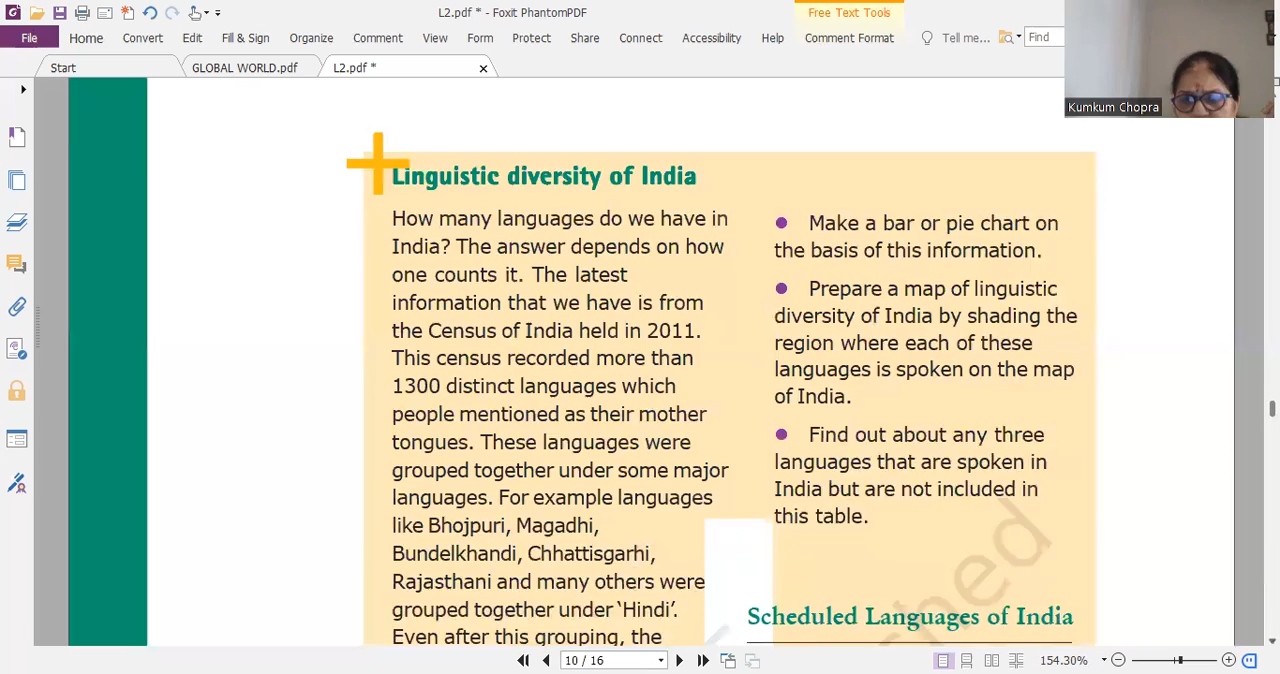 L2.pdf * - Foxit PhantomPDF
Free Text Tools
File Home Convert Edit Fill & Sign Organize Comment View Form Protect Share Connect Accessibility Help Comment Format Tell me... Find
Start GLOBAL WORLD.pdf L2.pdf *
Kumkum Chopra
Linguistic diversity of India
How many languages do we have in
India? The answer depends on how
one counts it. The latest
information that we have is from
the Census of India held in 2011.
This census recorded more than
1300 distinct languages which
people mentioned as their mother
tongues. These languages were
grouped together under some major
languages. For example languages
like Bhojpuri, Magadhi,
Bundelkhandi, Chhattisgarhi,
Rajasthani and many others were
grouped together under ‘Hindi’.
Even after this grouping, the
Make a bar or pie chart on
the basis of this information.
Prepare a map of linguistic
diversity of India by shading the
region where each of these
languages is spoken on the map
of India.
Find out about any three
languages that are spoken in
India but are not included in
this table.
shed
Scheduled Languages of India
10 / 16
154.30%